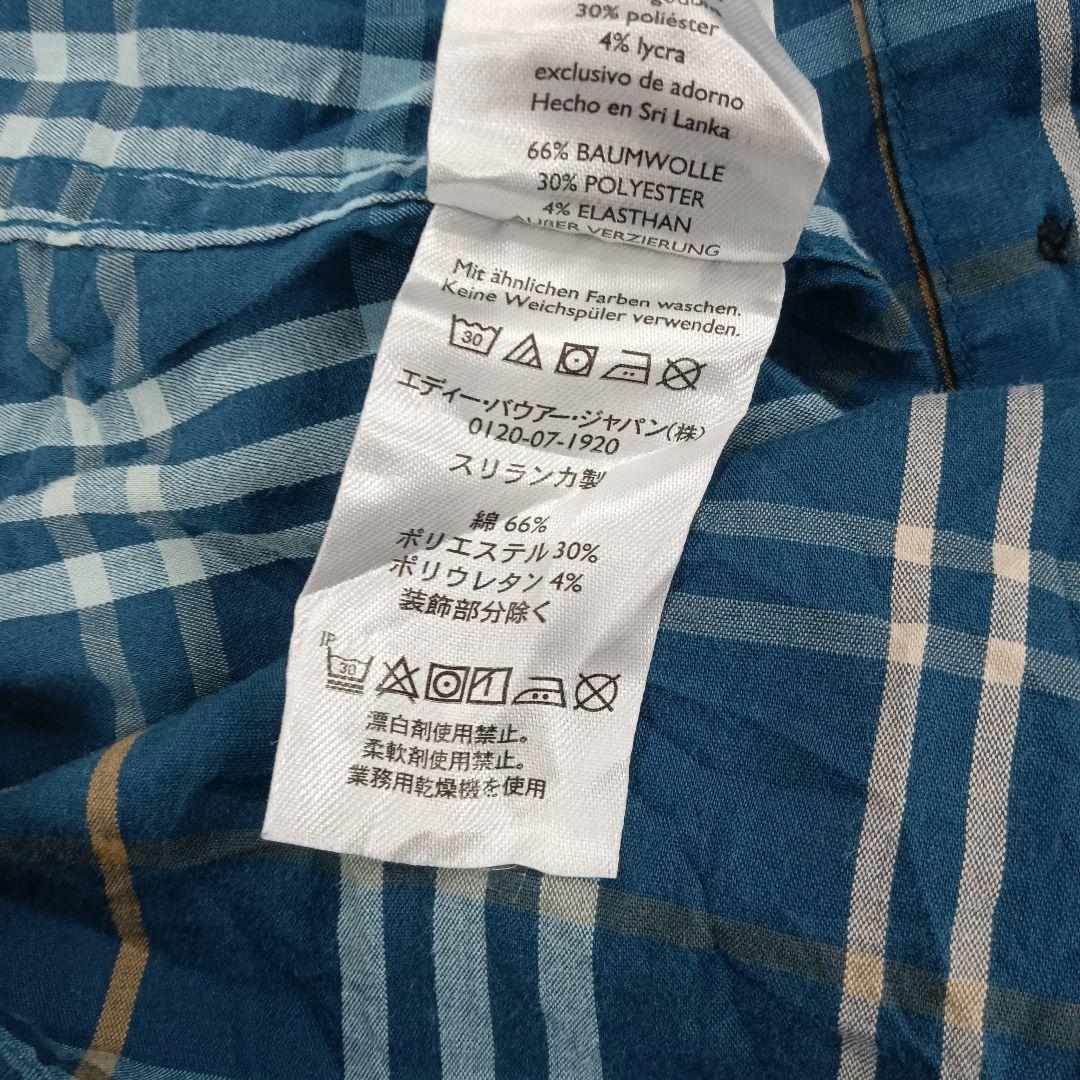 30% poliéster
4% lycra
exclusivo de adorno
Hecho en Sri Lanka
66% BAUMWOLLE
30% POLYESTER
4% ELASTHAN
AUßER VERZIERUNG
Mit ähnlichen Farben waschen.
Keine Weichspüler verwenden.
30
エディー・バウアー・ジャパン(株)
0120-07-1920
スリランカ製
綿 66%
ポリエステル 30%
ポリウレタン 4%
装飾部分除く
JP
30
漂白剤使用禁止。
柔軟剤使用禁止。
業務用乾燥機を使用